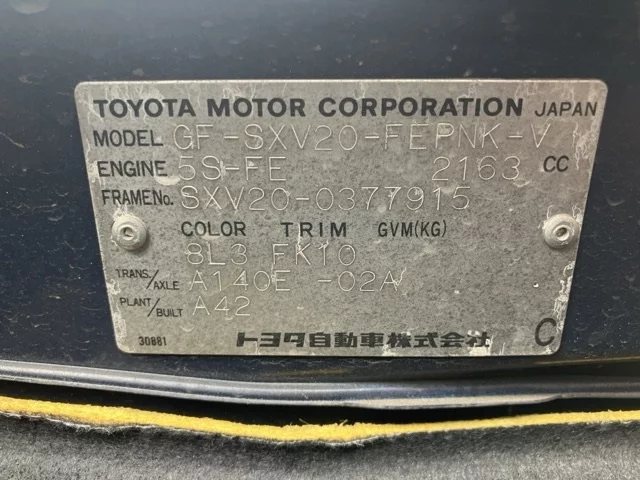 TOYOTA MOTOR CORPORATION JAPAN
MODEL GF-SXV20-FEPNK-V
ENGINE 5S-FE 2163 CC
FRAME No. SXV20-0377915
COLOR TRIM GVM(KG)
8L3 FK10
TRANS./AXLE A140E -02A
PLANT/BUILT A42
30881 トヨタ自動車株式会社 C